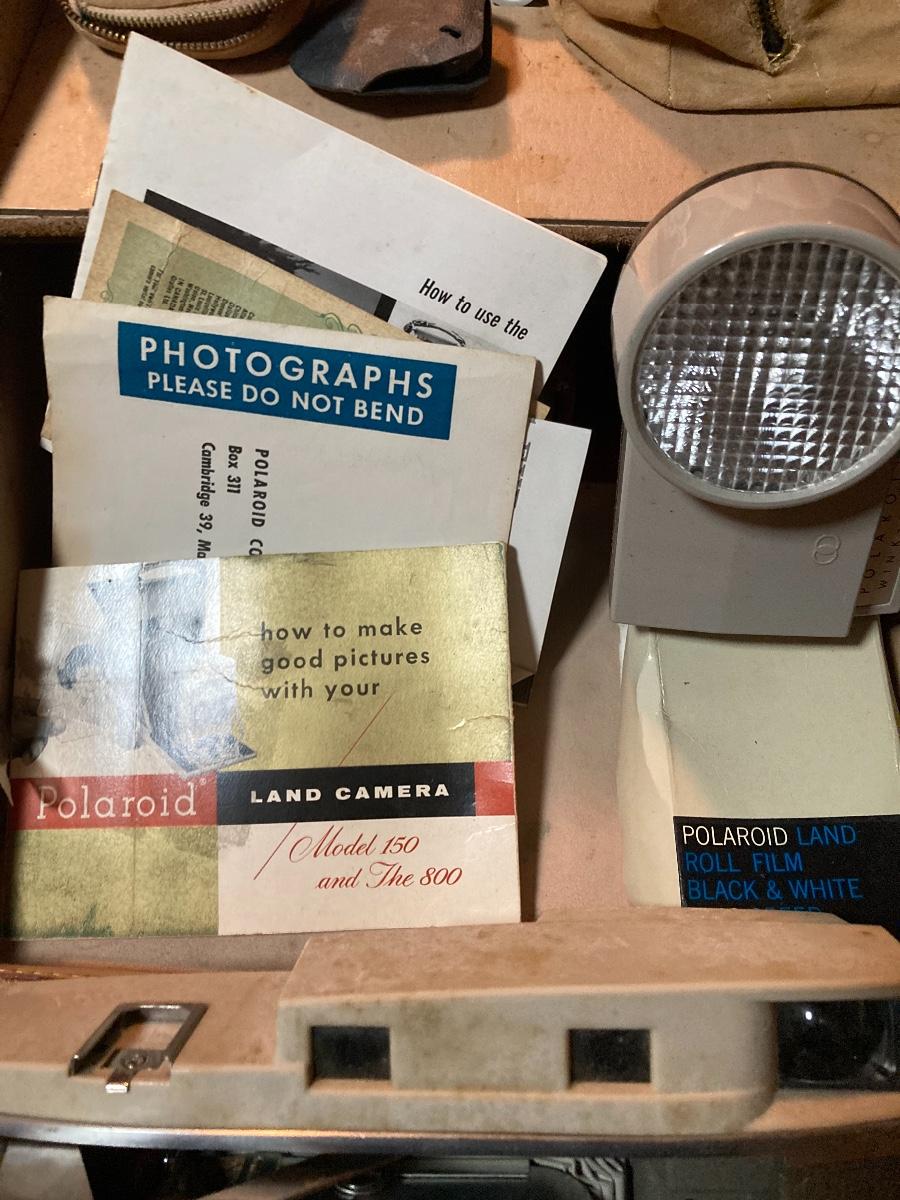 How to use the
PHOTOGRAPHS
PLEASE DO NOT BEND
POLAROID
Box 311
Cambridge 39,
how to make
good pictures
with your
Polaroid®
LAND CAMERA
Model 150
and The 800
POLAROID LAND
ROLL FILM
BLACK & WHITE